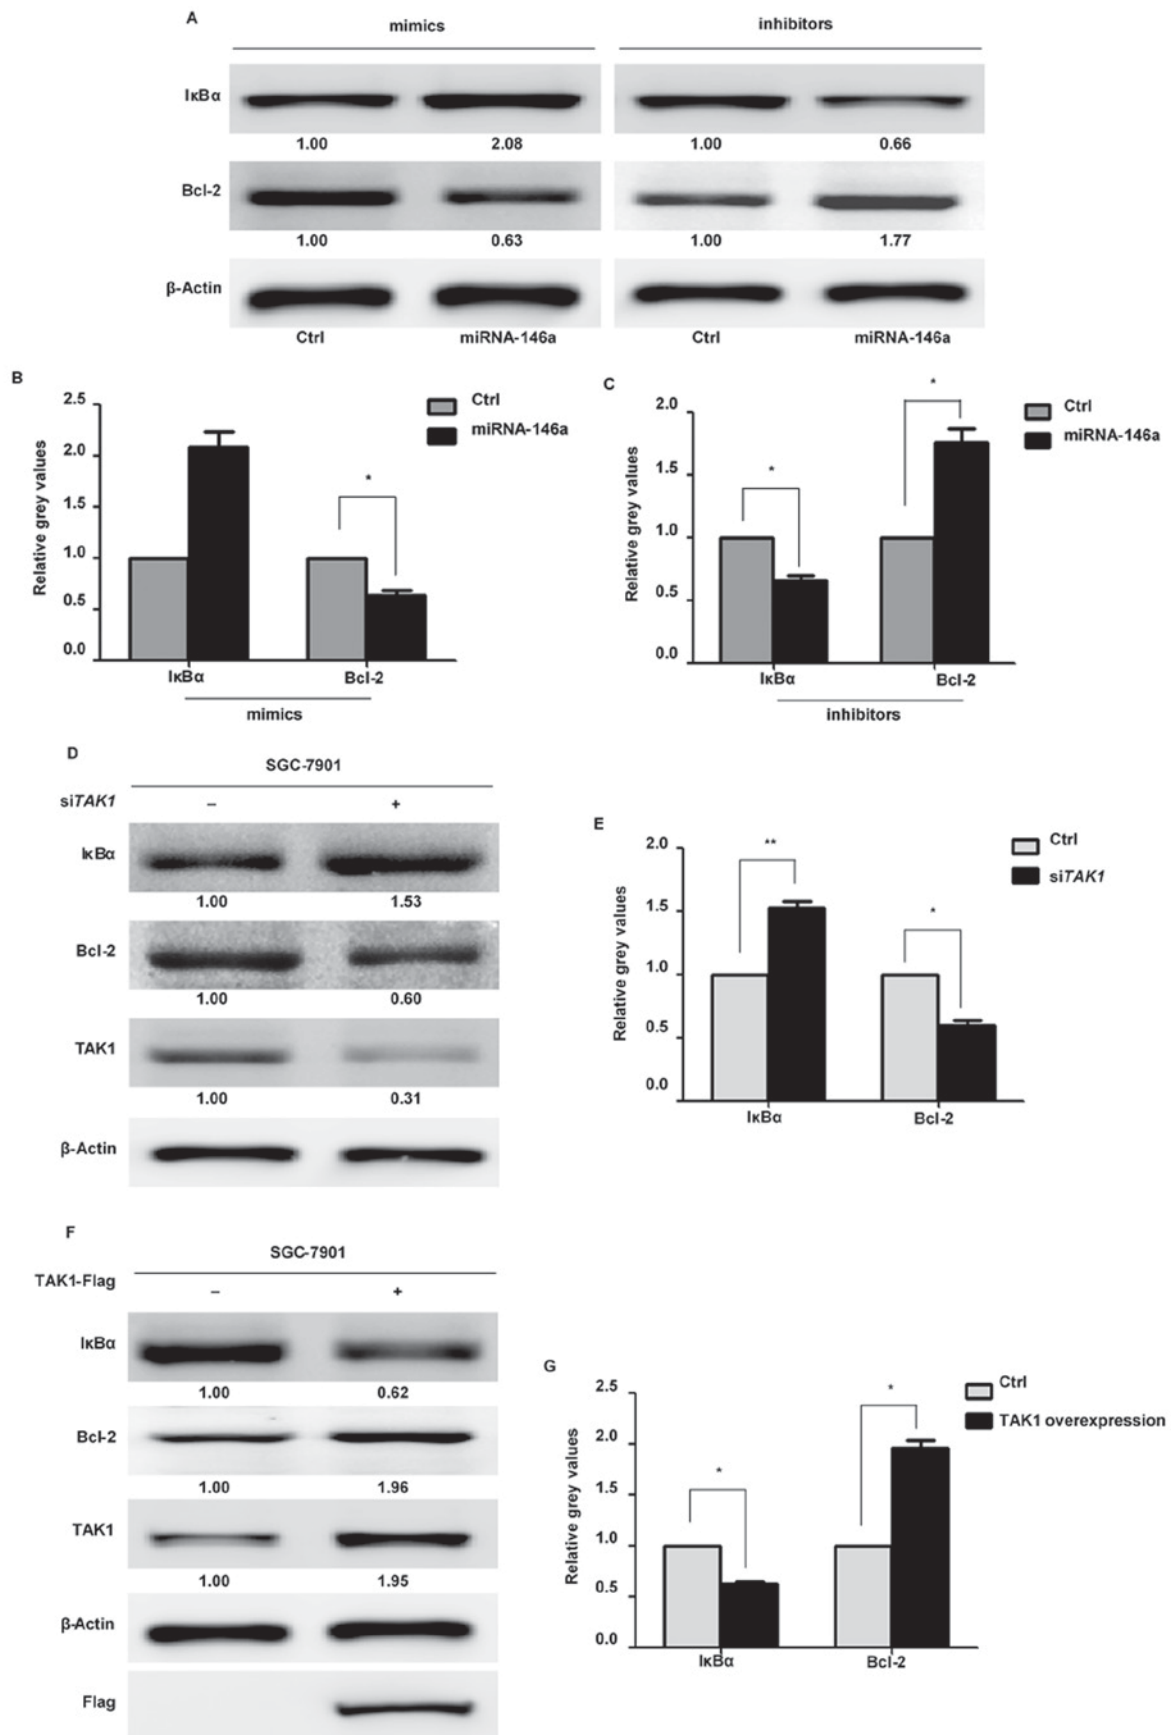 A
mimics
inhibitors
IκBα
1.00 2.08 1.00 0.66
Bcl-2
1.00 0.63 1.00 1.77
β-Actin
Ctrl miRNA-146a Ctrl miRNA-146a
B
Relative grey values
2.5
2.0
1.5
1.0
0.5
0.0
*
Ctrl
miRNA-146a
IκBα Bcl-2
mimics
C
Relative grey values
2.0
1.5
1.0
0.5
0.0
*
*
Ctrl
miRNA-146a
IκBα Bcl-2
inhibitors
D
SGC-7901
siTAK1 – +
IκBα
1.00 1.53
Bcl-2
1.00 0.60
TAK1
1.00 0.31
β-Actin
E
Relative grey values
2.0
1.5
1.0
0.5
0.0
**
*
Ctrl
siTAK1
IκBα Bcl-2
F
SGC-7901
TAK1-Flag – +
IκBα
1.00 0.62
Bcl-2
1.00 1.96
TAK1
1.00 1.95
β-Actin
Flag
G
Relative grey values
2.5
2.0
1.5
1.0
0.5
0.0
*
*
Ctrl
TAK1 overexpression
IκBα Bcl-2